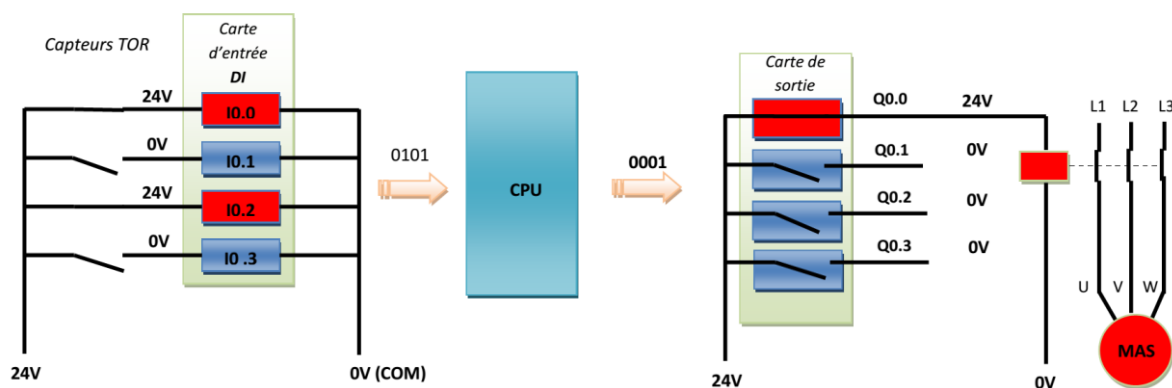 Capteurs TOR
Carte
d'entrée
DI
24V
I0.0
0V
I0.1
24V
I0.2
0V
I0 .3
24V
0V (COM)
0101
CPU
0001
Carte de
sortie
Q0.0
24V
Q0.1
0V
Q0.2
0V
Q0.3
0V
24V
0V
L1
L2
L3
U
V
W
MAS